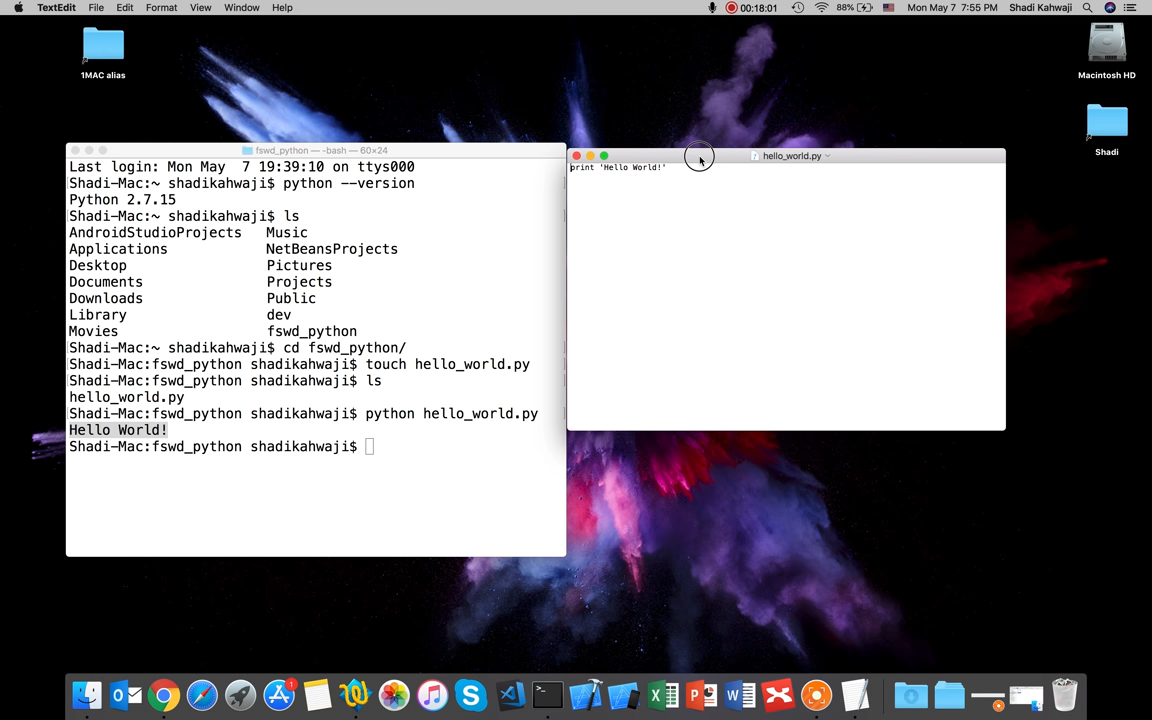 TextEdit File Edit Format View Window Help 00:18:01 88% Mon May 7 7:55 PM Shadi Kahwaji
1MAC alias
Macintosh HD
Shadi
fswd_python — -bash — 60×24
Last login: Mon May  7 19:39:10 on ttys000
[Shadi-Mac:~ shadikahwaji$ python --version ]
Python 2.7.15
[Shadi-Mac:~ shadikahwaji$ ls ]
AndroidStudioProjects Music
Applications NetBeansProjects
Desktop Pictures
Documents Projects
Downloads Public
Library dev
Movies fswd_python
[Shadi-Mac:~ shadikahwaji$ cd fswd_python/ ]
[Shadi-Mac:fswd_python shadikahwaji$ touch hello_world.py ]
[Shadi-Mac:fswd_python shadikahwaji$ ls ]
hello_world.py
[Shadi-Mac:fswd_python shadikahwaji$ python hello_world.py ]
Hello World!
Shadi-Mac:fswd_python shadikahwaji$
hello_world.py
print 'Hello World!'
1